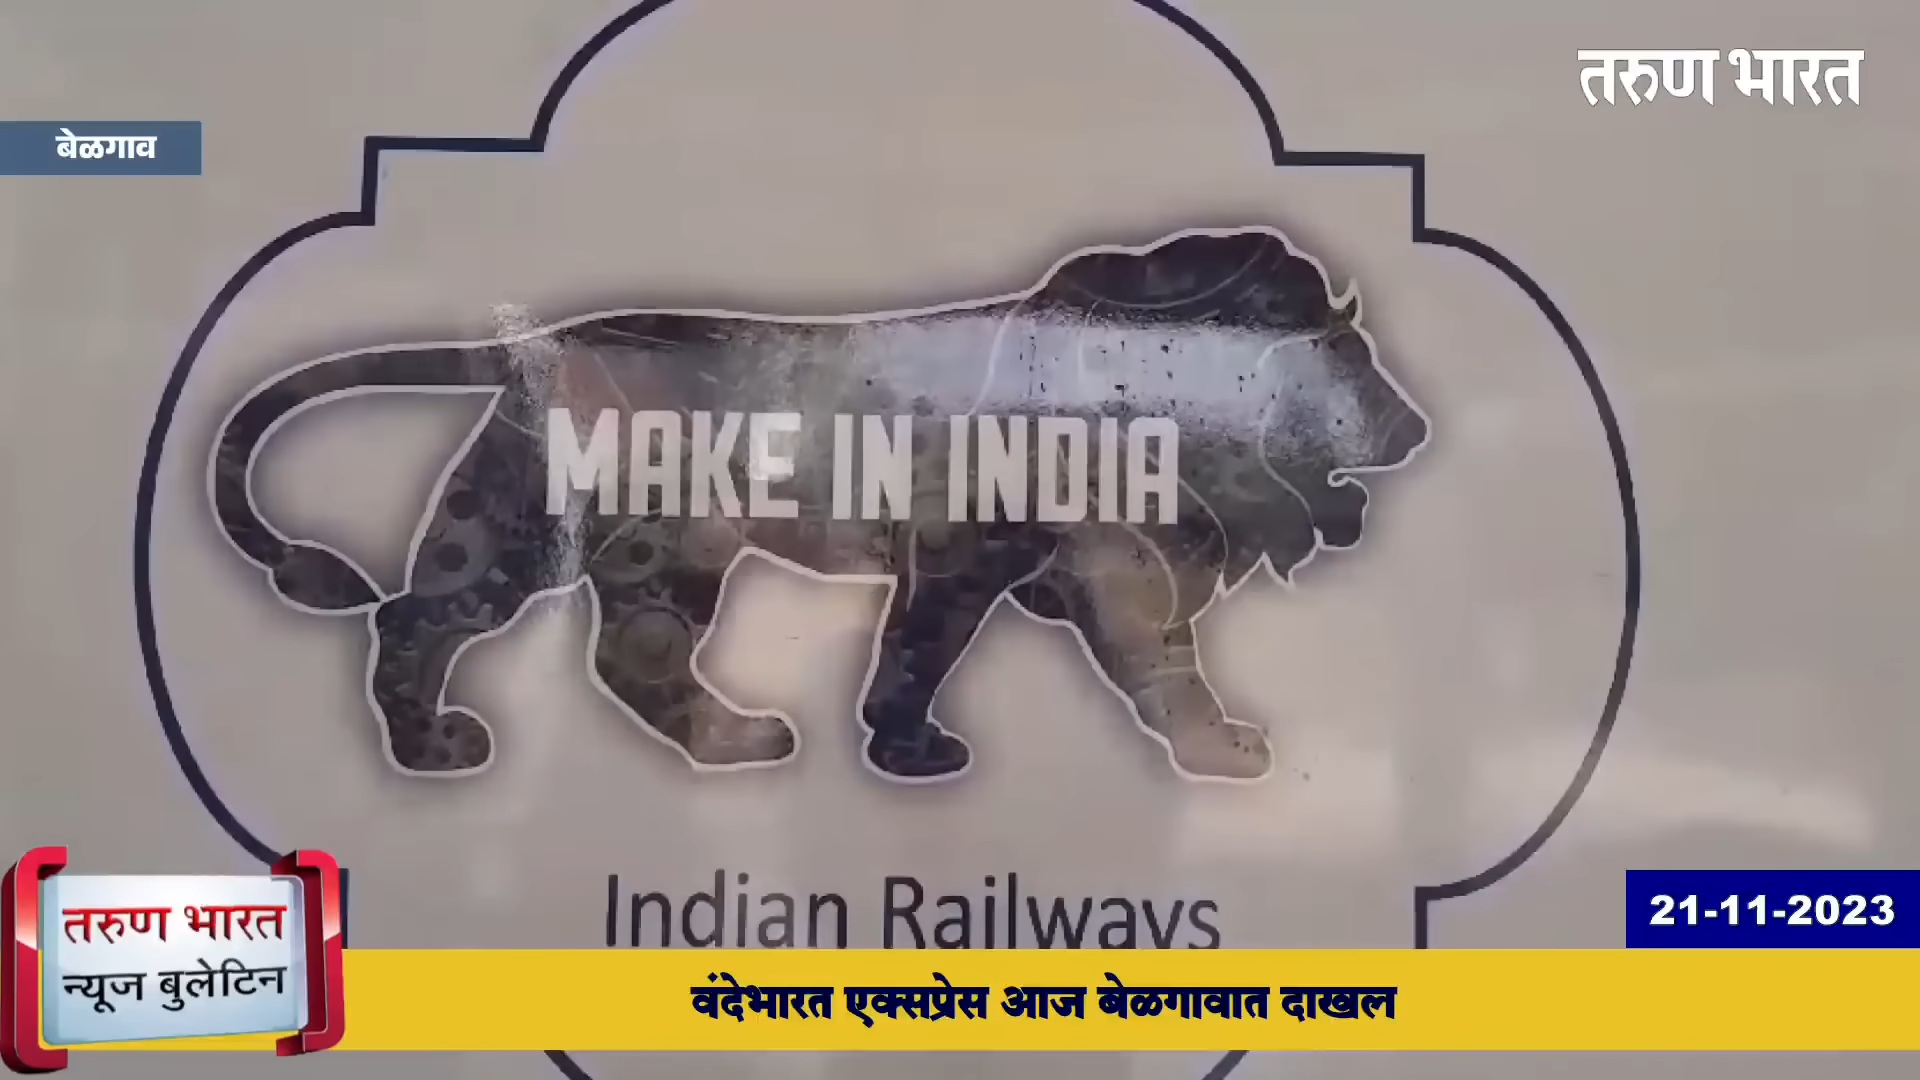 तरुण भारत
बेळगाव
MAKE IN INDIA
Indian Railways
21-11-2023
तरुण भारत
न्यूज बुलेटिन
वंदेभारत एक्सप्रेस आज बेळगावात दाखल